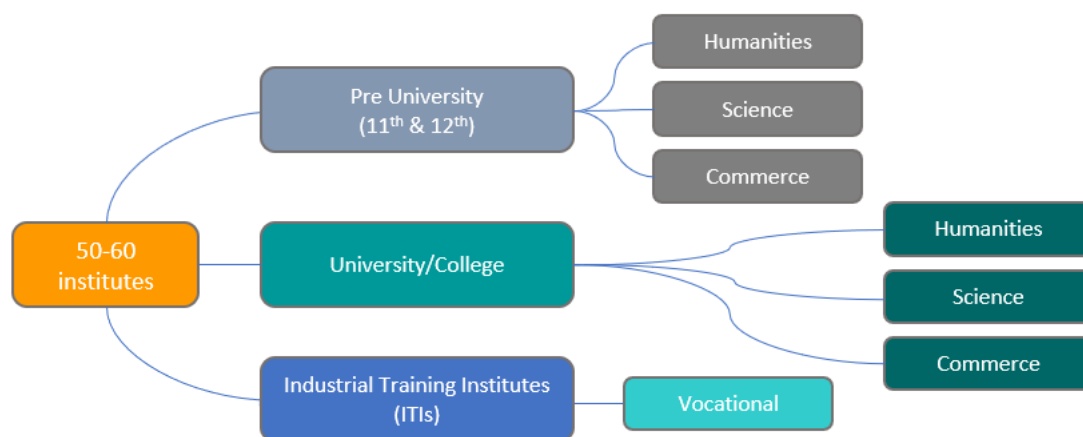 Humanities
Pre University
(11th & 12th)
Science
Commerce
50-60
institutes
University/College
Humanities
Science
Commerce
Industrial Training Institutes
(ITIs)
Vocational